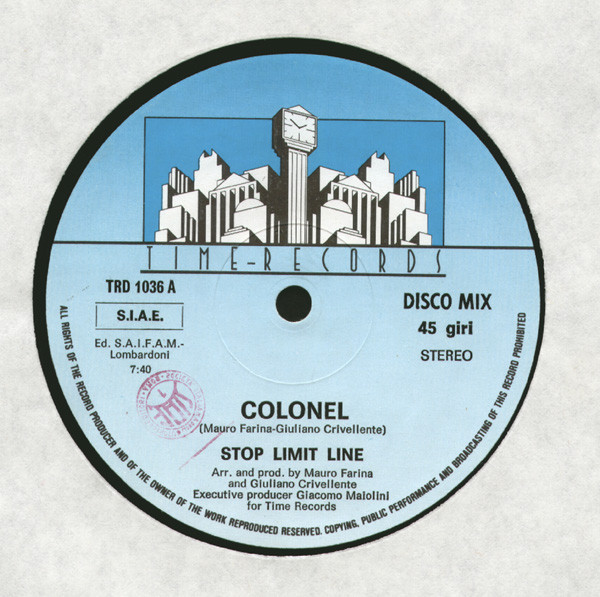 TIME-RECORDS
TRD 1036 A
S.I.A.E.
Ed. S.A.I.F.A.M.-
Lombardoni
7:40
DISCO MIX
45 giri
STEREO
COLONEL
(Mauro Farina-Giuliano Crivellente)
STOP LIMIT LINE
Arr. and prod. by Mauro Farina
and Giuliano Crivellente
Executive producer Giacomo Maiolini
for Time Records
ALL RIGHTS OF THE RECORD PRODUCER AND OF THE OWNER OF THE WORK REPRODUCED RESERVED. COPYING, PUBLIC PERFORMANCE AND BROADCASTING OF THIS RECORD PROHIBITED